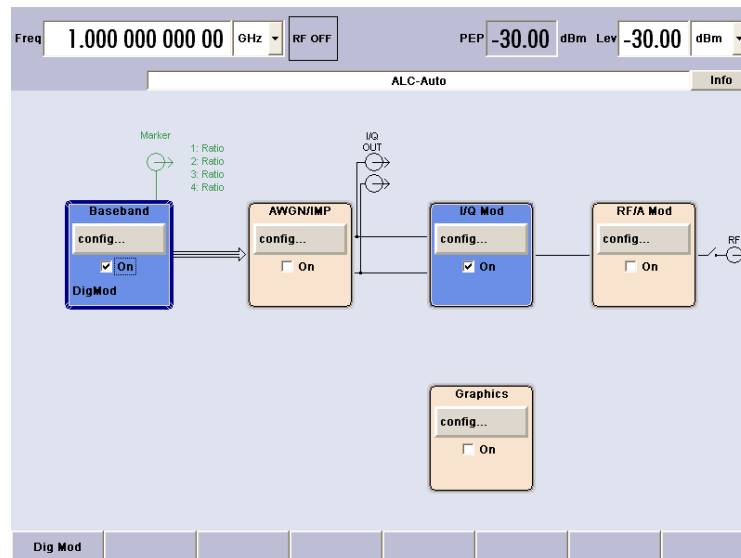 Freq 1.000 000 000 00 GHz RF OFF PEP -30.00 dBm Lev -30.00 dBm
ALC-Auto Info
Marker
1: Ratio
2: Ratio
3: Ratio
4: Ratio
I/Q
OUT
Baseband
config...
On
DigMod
AWGN/IMP
config...
On
I/Q Mod
config...
On
RF/A Mod
config...
On
RF
Graphics
config...
On
Dig Mod